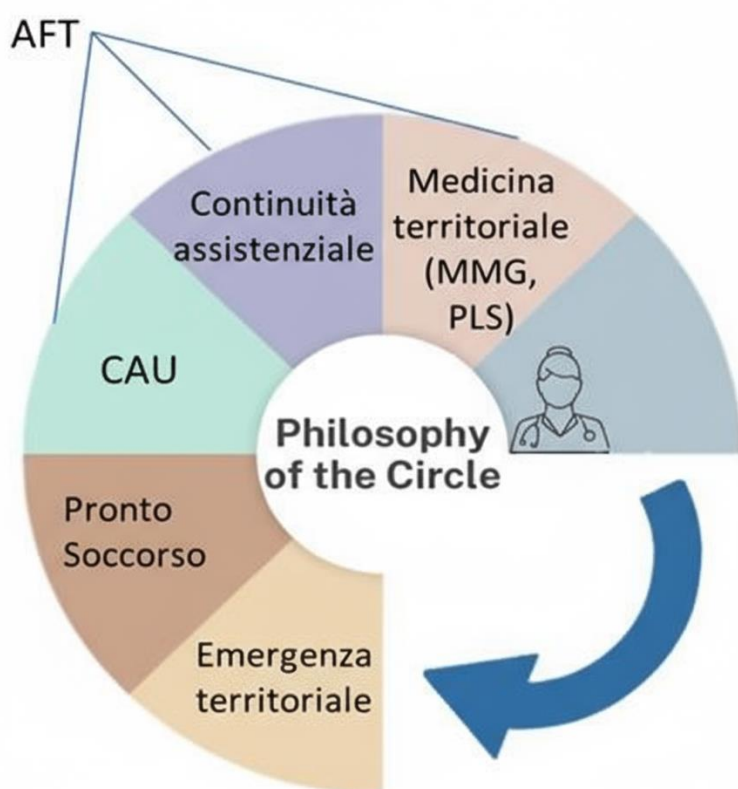 AFT
Continuità
assistenziale
Medicina
territoriale
(MMG,
PLS)
CAU
Philosophy
of the Circle
Pronto
Soccorso
Emergenza
territoriale